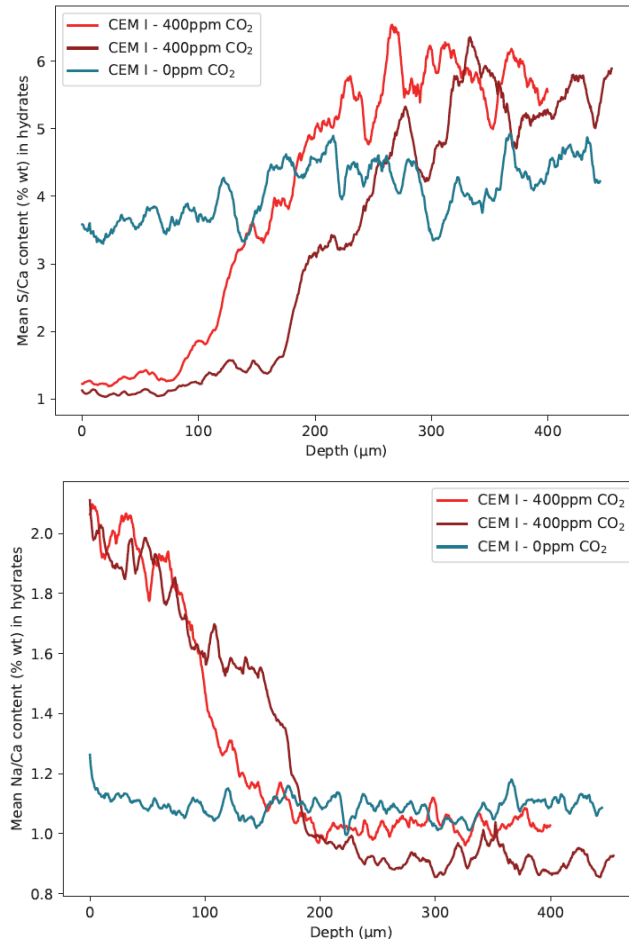 CEM I - 400ppm CO₂
CEM I - 400ppm CO₂
CEM I - 0ppm CO₂
Mean S/Ca content (% wt) in hydrates
6
5
4
3
2
1
0
100
200
300
400
Depth (µm)
CEM I - 400ppm CO₂
CEM I - 400ppm CO₂
CEM I - 0ppm CO₂
Mean Na/Ca content (% wt) in hydrates
2.0
1.8
1.6
1.4
1.2
1.0
0.8
0
100
200
300
400
Depth (µm)